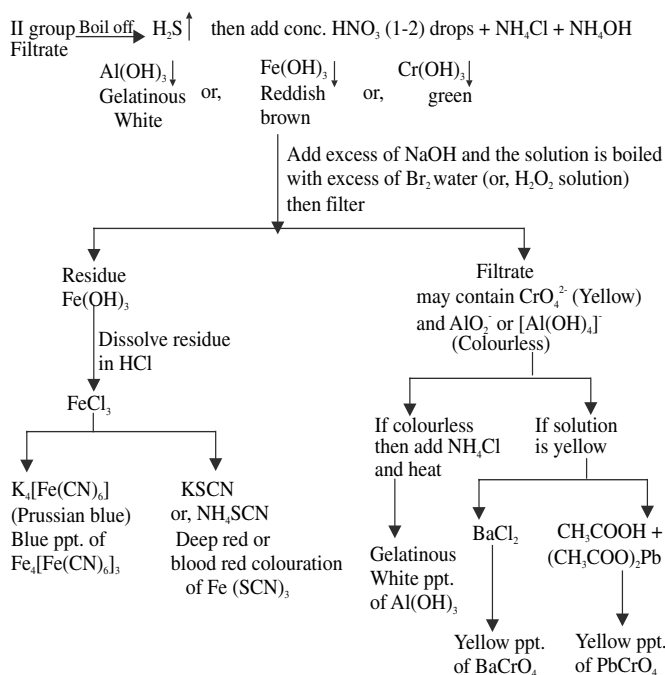 II group Boil off H₂S↑ then add conc. HNO₃ (1-2) drops + NH₄Cl + NH₄OH
Filtrate
Al(OH)₃↓ or, Fe(OH)₃↓ or, Cr(OH)₃↓
Gelatinous Reddish green
White brown
Add excess of NaOH and the solution is boiled
with excess of Br₂ water (or, H₂O₂ solution)
then filter
Residue
Fe(OH)₃
Dissolve residue
in HCl
FeCl₃
K₄[Fe(CN)₆]
(Prussian blue)
Blue ppt. of
Fe₄[Fe(CN)₆]₃
KSCN
or, NH₄SCN
Deep red or
blood red colouration
of Fe (SCN)₃
Filtrate
may contain CrO₄²⁻ (Yellow)
and AlO₂⁻ or [Al(OH)₄]⁻
(Colourless)
If colourless
then add NH₄Cl
and heat
Gelatinous
White ppt.
of Al(OH)₃
If solution
is yellow
BaCl₂
Yellow ppt.
of BaCrO₄
CH₃COOH +
(CH₃COO)₂Pb
Yellow ppt.
of PbCrO₄